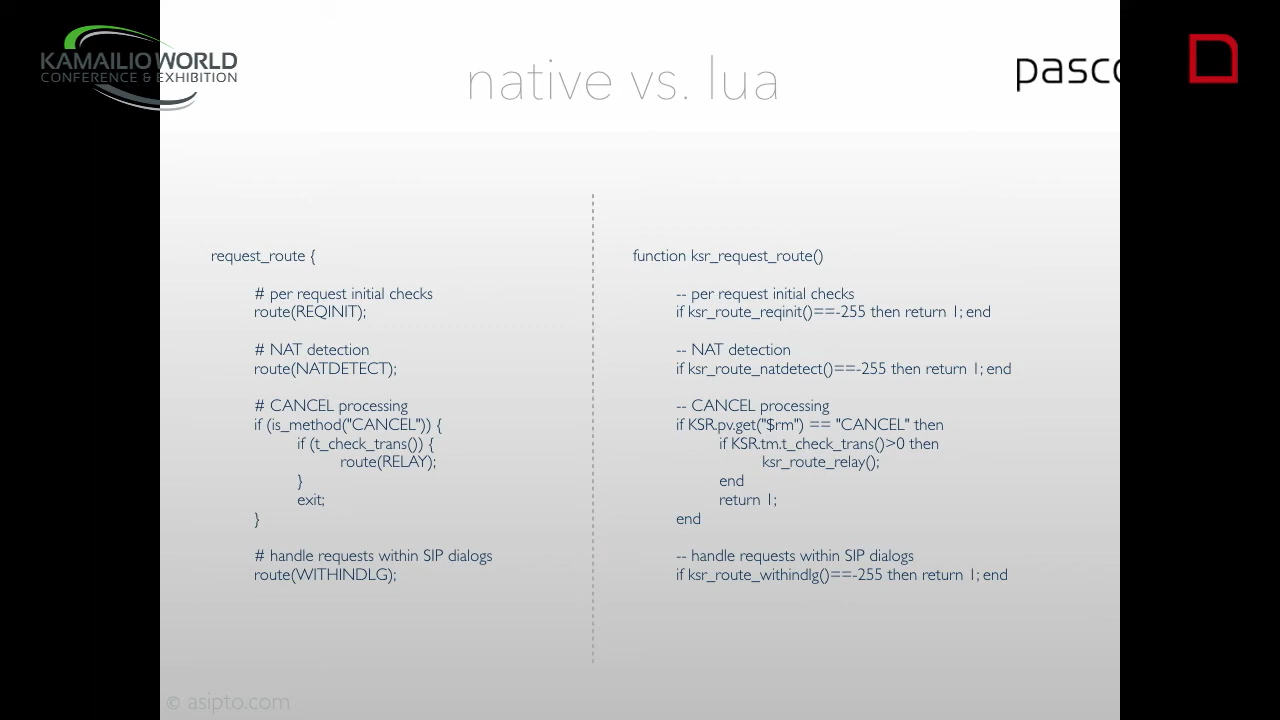 KAMAILIO WORLD
CONFERENCE & EXHIBITION
native vs. lua
pasco
request_route {
# per request initial checks
route(REQINIT);
# NAT detection
route(NATDETECT);
# CANCEL processing
if (is_method("CANCEL")) {
if (t_check_trans()) {
route(RELAY);
}
exit;
}
# handle requests within SIP dialogs
route(WITHINDLG);
function ksr_request_route()
-- per request initial checks
if ksr_route_reqinit()==-255 then return 1; end
-- NAT detection
if ksr_route_natdetect()==-255 then return 1; end
-- CANCEL processing
if KSR.pv.get("$rm") == "CANCEL" then
if KSR.tm.t_check_trans()>0 then
ksr_route_relay();
end
return 1;
end
-- handle requests within SIP dialogs
if ksr_route_withindlg()==-255 then return 1; end
© asipto.com